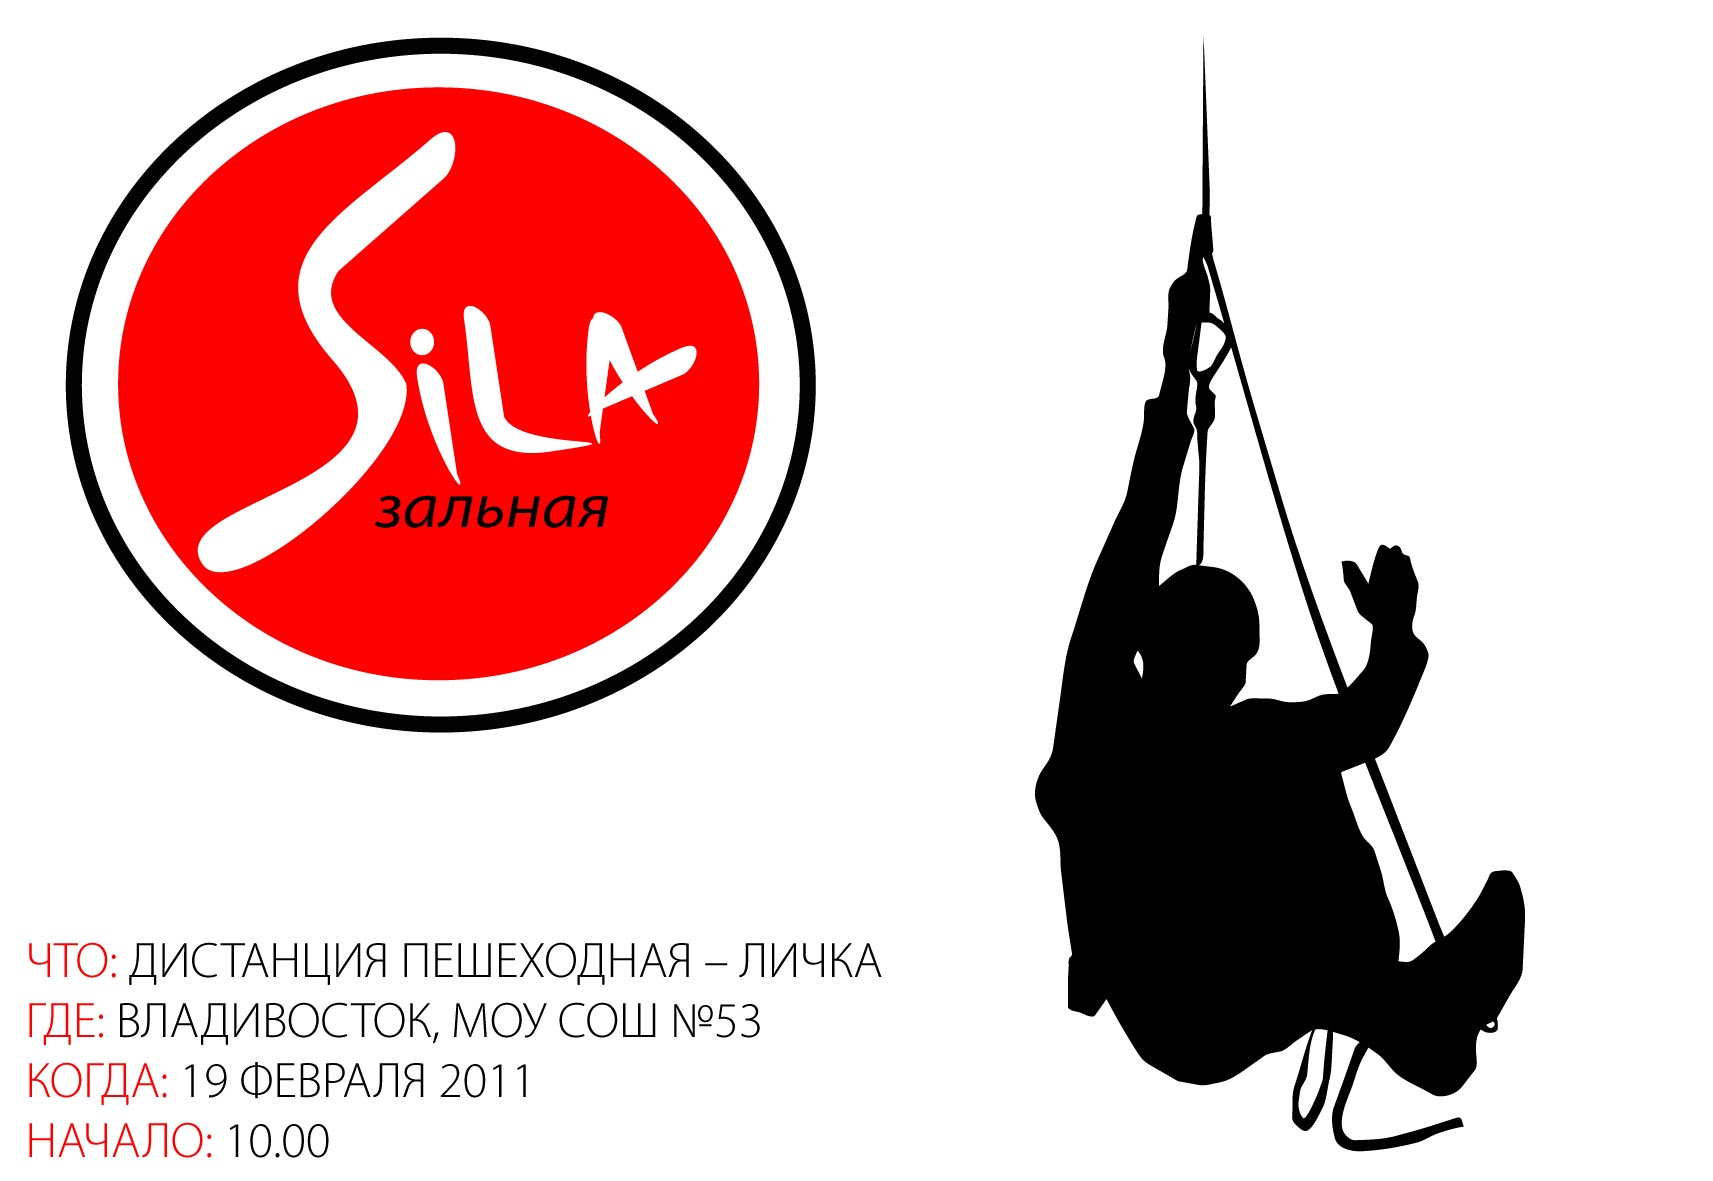 SiLA
зальная
ЧТО: ДИСТАНЦИЯ ПЕШЕХОДНАЯ – ЛИЧКА
ГДЕ: ВЛАДИВОСТОК, МОУ СОШ №53
КОГДА: 19 ФЕВРАЛЯ 2011
НАЧАЛО: 10.00